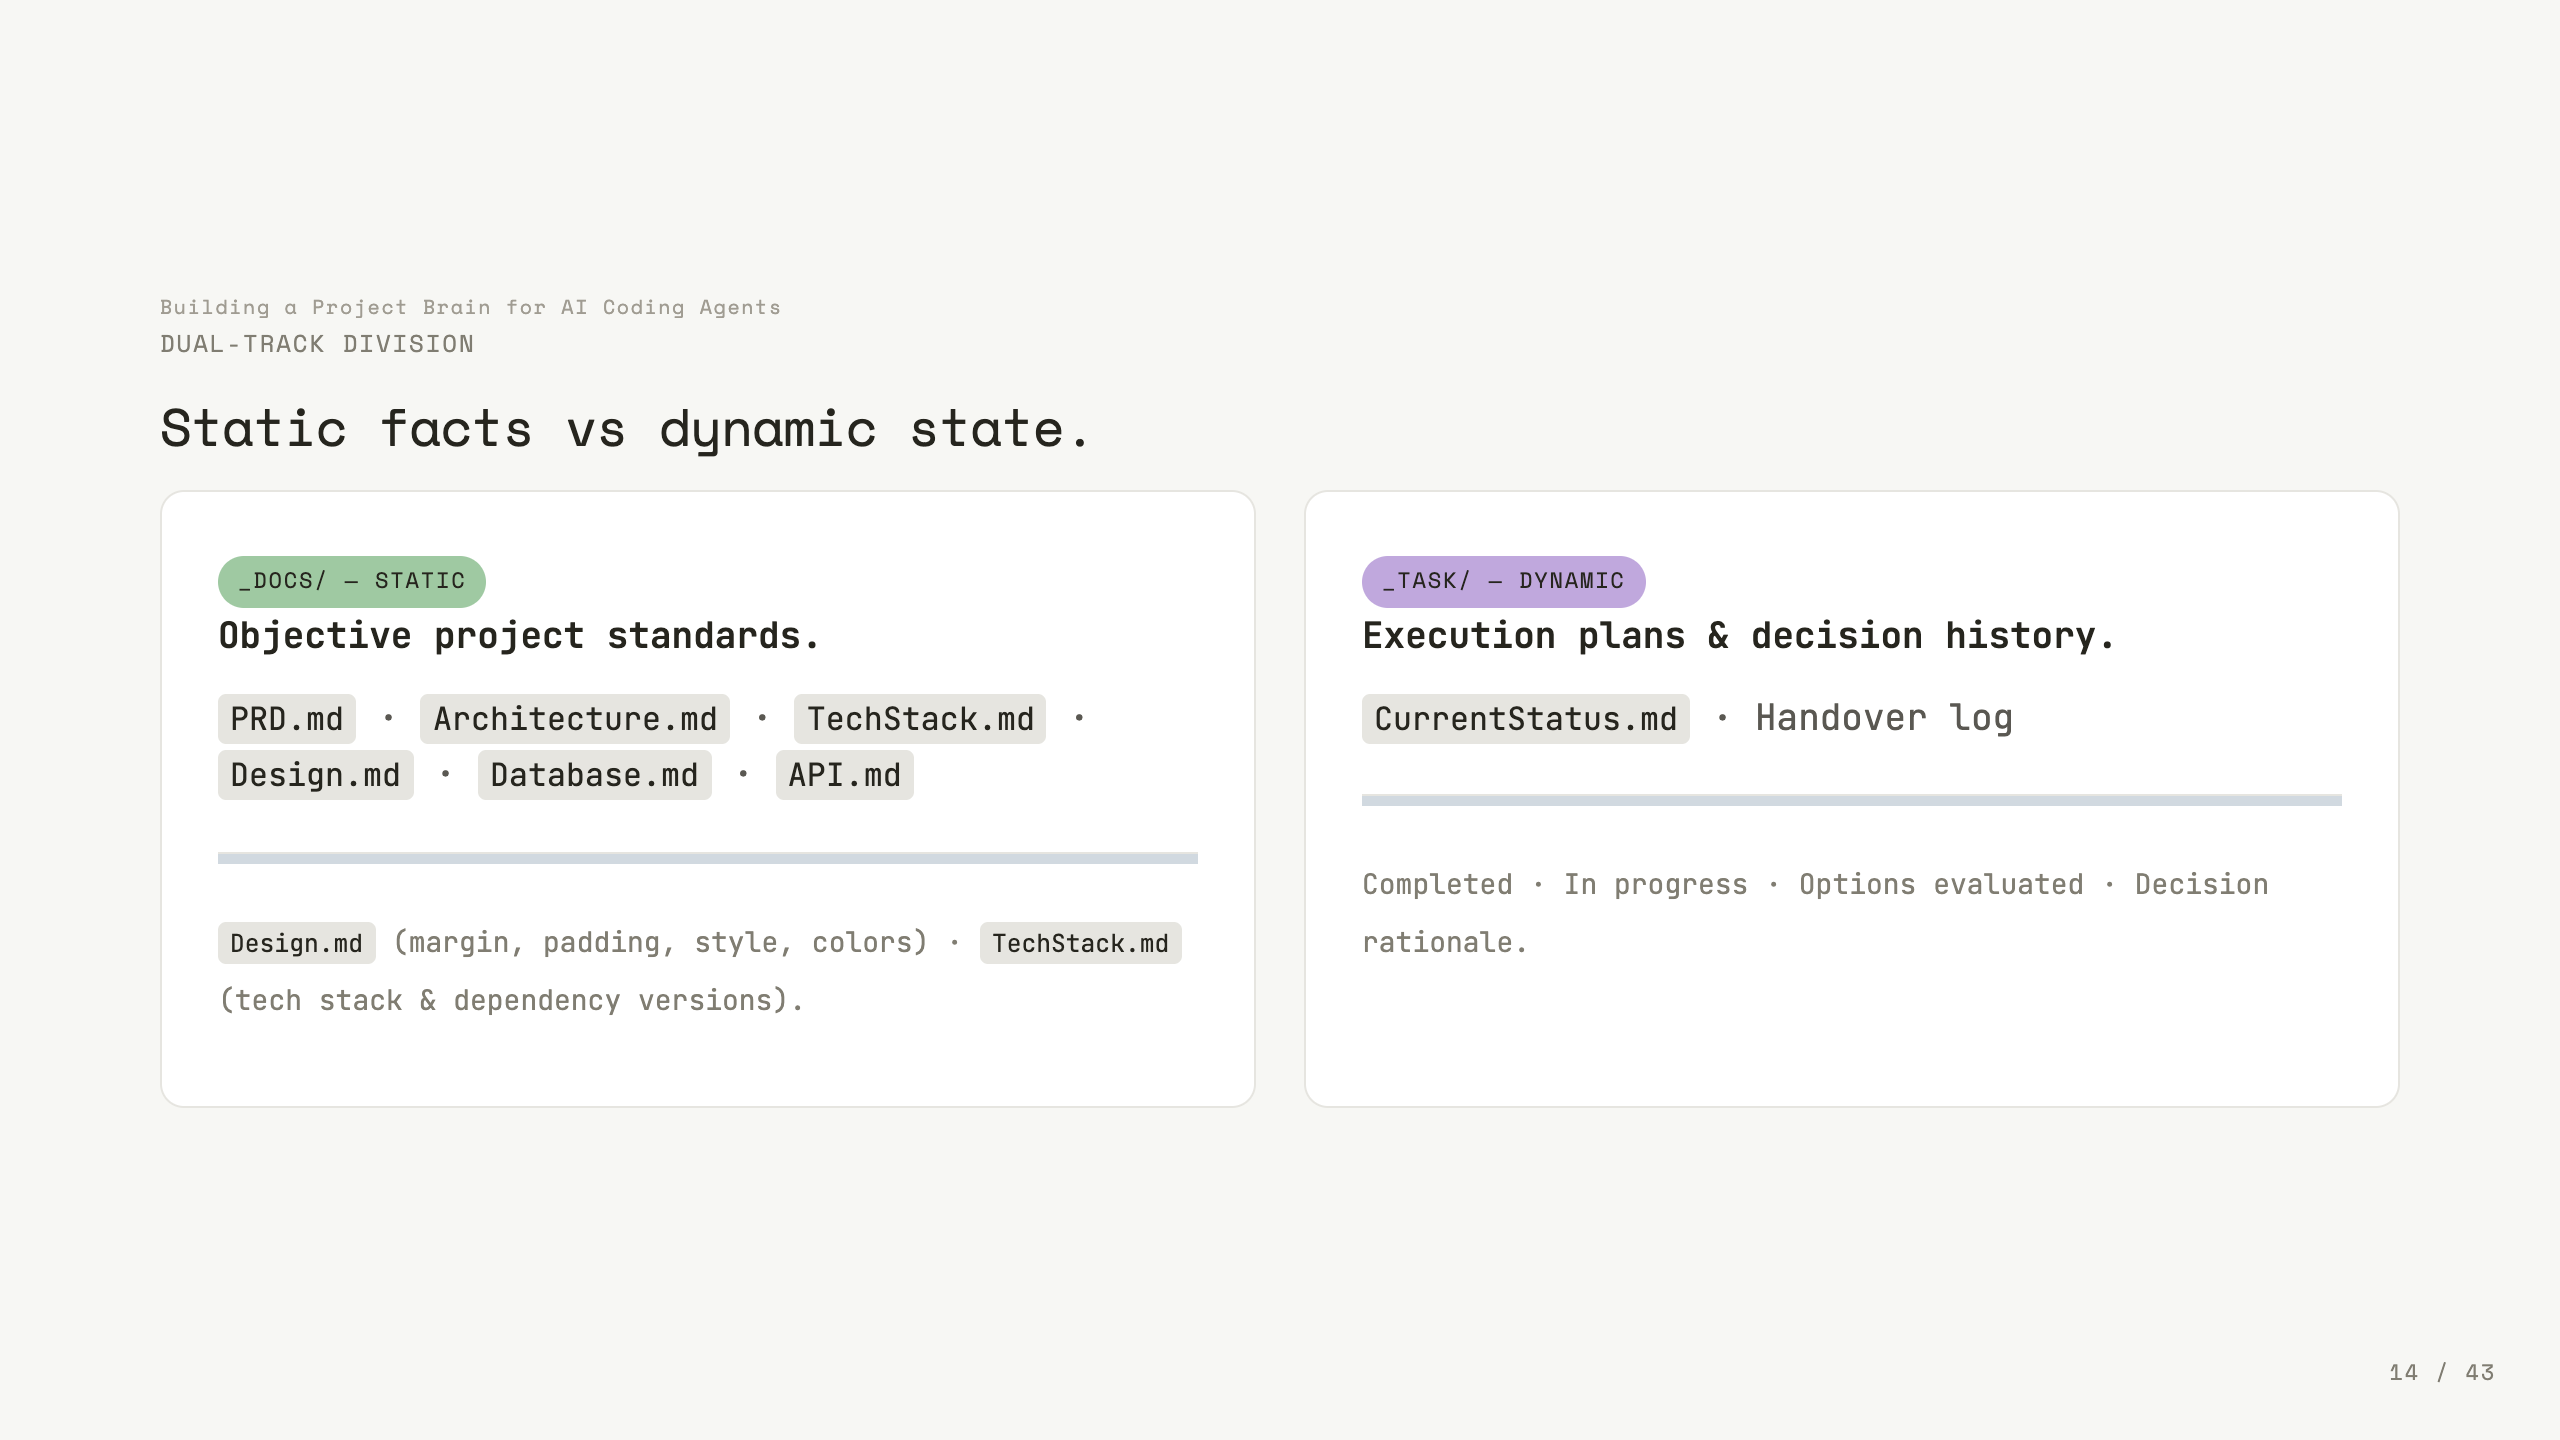 Building a Project Brain for AI Coding Agents
DUAL-TRACK DIVISION
Static facts vs dynamic state.
_DOCS/ — STATIC
Objective project standards.
PRD.md · Architecture.md · TechStack.md ·
Design.md · Database.md · API.md
Design.md (margin, padding, style, colors) · TechStack.md
(tech stack & dependency versions).
_TASK/ — DYNAMIC
Execution plans & decision history.
CurrentStatus.md · Handover log
Completed · In progress · Options evaluated · Decision
rationale.
14 / 43